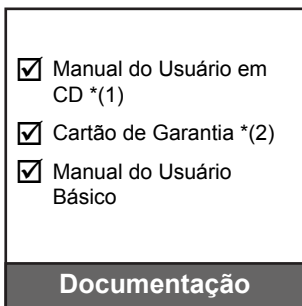 Manual do Usuário em
CD *(1)
Cartão de Garantia *(2)
Manual do Usuário
Básico
Documentação